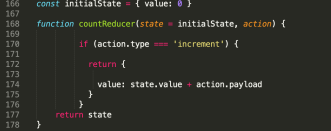 166 const initialState = { value: 0 }
167
168 function countReducer(state = initialState, action) {
169
170 if (action.type === 'increment') {
171
172 return {
173
174 value: state.value + action.payload
175 }
176 }
177 return state
178 }